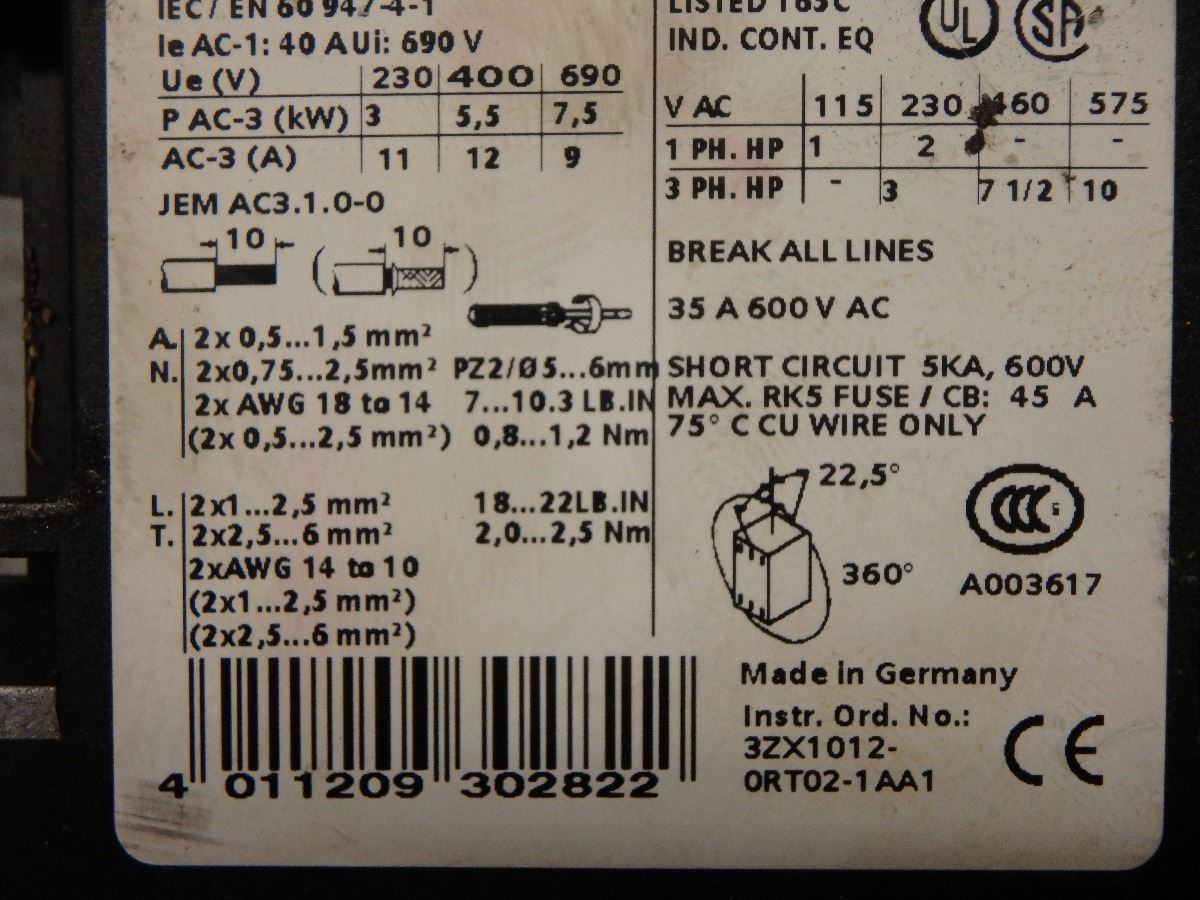 IEC / EN 60 947-4-1
Ie AC-1: 40 A Ui: 690 V
Ue (V) 230 400 690
P AC-3 (kW) 3 5,5 7,5
AC-3 (A) 11 12 9
JEM AC3.1.0-0
10 ( 10 )
A. 2x 0,5...1,5 mm²
N. 2x0,75...2,5mm² PZ2/Ø5...6mm
2x AWG 18 to 14 7...10.3 LB.IN
(2x 0,5...2,5 mm²) 0,8...1,2 Nm
L. 2x1...2,5 mm² 18...22LB.IN
T. 2x2,5...6 mm² 2,0...2,5 Nm
2xAWG 14 to 10
(2x1...2,5 mm²)
(2x2,5...6 mm²)
4 011209 302822
LISTED 165C
IND. CONT. EQ UL SA
V AC 115 230 460 575
1 PH. HP 1 2 - -
3 PH. HP - 3 7 1/2 10
BREAK ALL LINES
35 A 600 V AC
SHORT CIRCUIT 5KA, 600V
MAX. RK5 FUSE / CB: 45 A
75° C CU WIRE ONLY
22,5°
360°
CCC
A003617
Made in Germany
Instr. Ord. No.:
3ZX1012-
0RT02-1AA1
CE